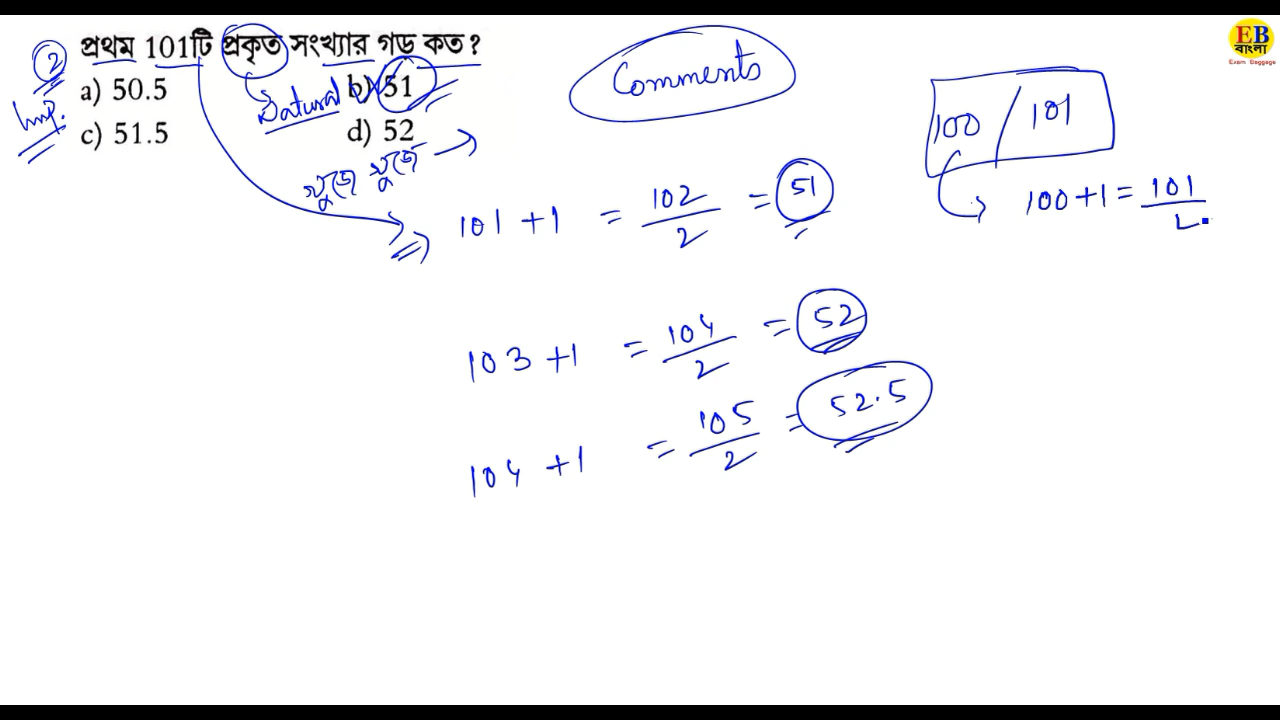 2 প্রথম 101টি প্রকৃত সংখ্যার গড় কত ?
Imp.
a) 50.5 b) 51
c) 51.5 d) 52
Natural
Comments
EB
বাংলা
Exam Baggage
100 / 101
100 + 1 = 101
101 + 1 = 102/2 = 51
103 + 1 = 104/2 = 52
104 + 1 = 105/2 = 52.5